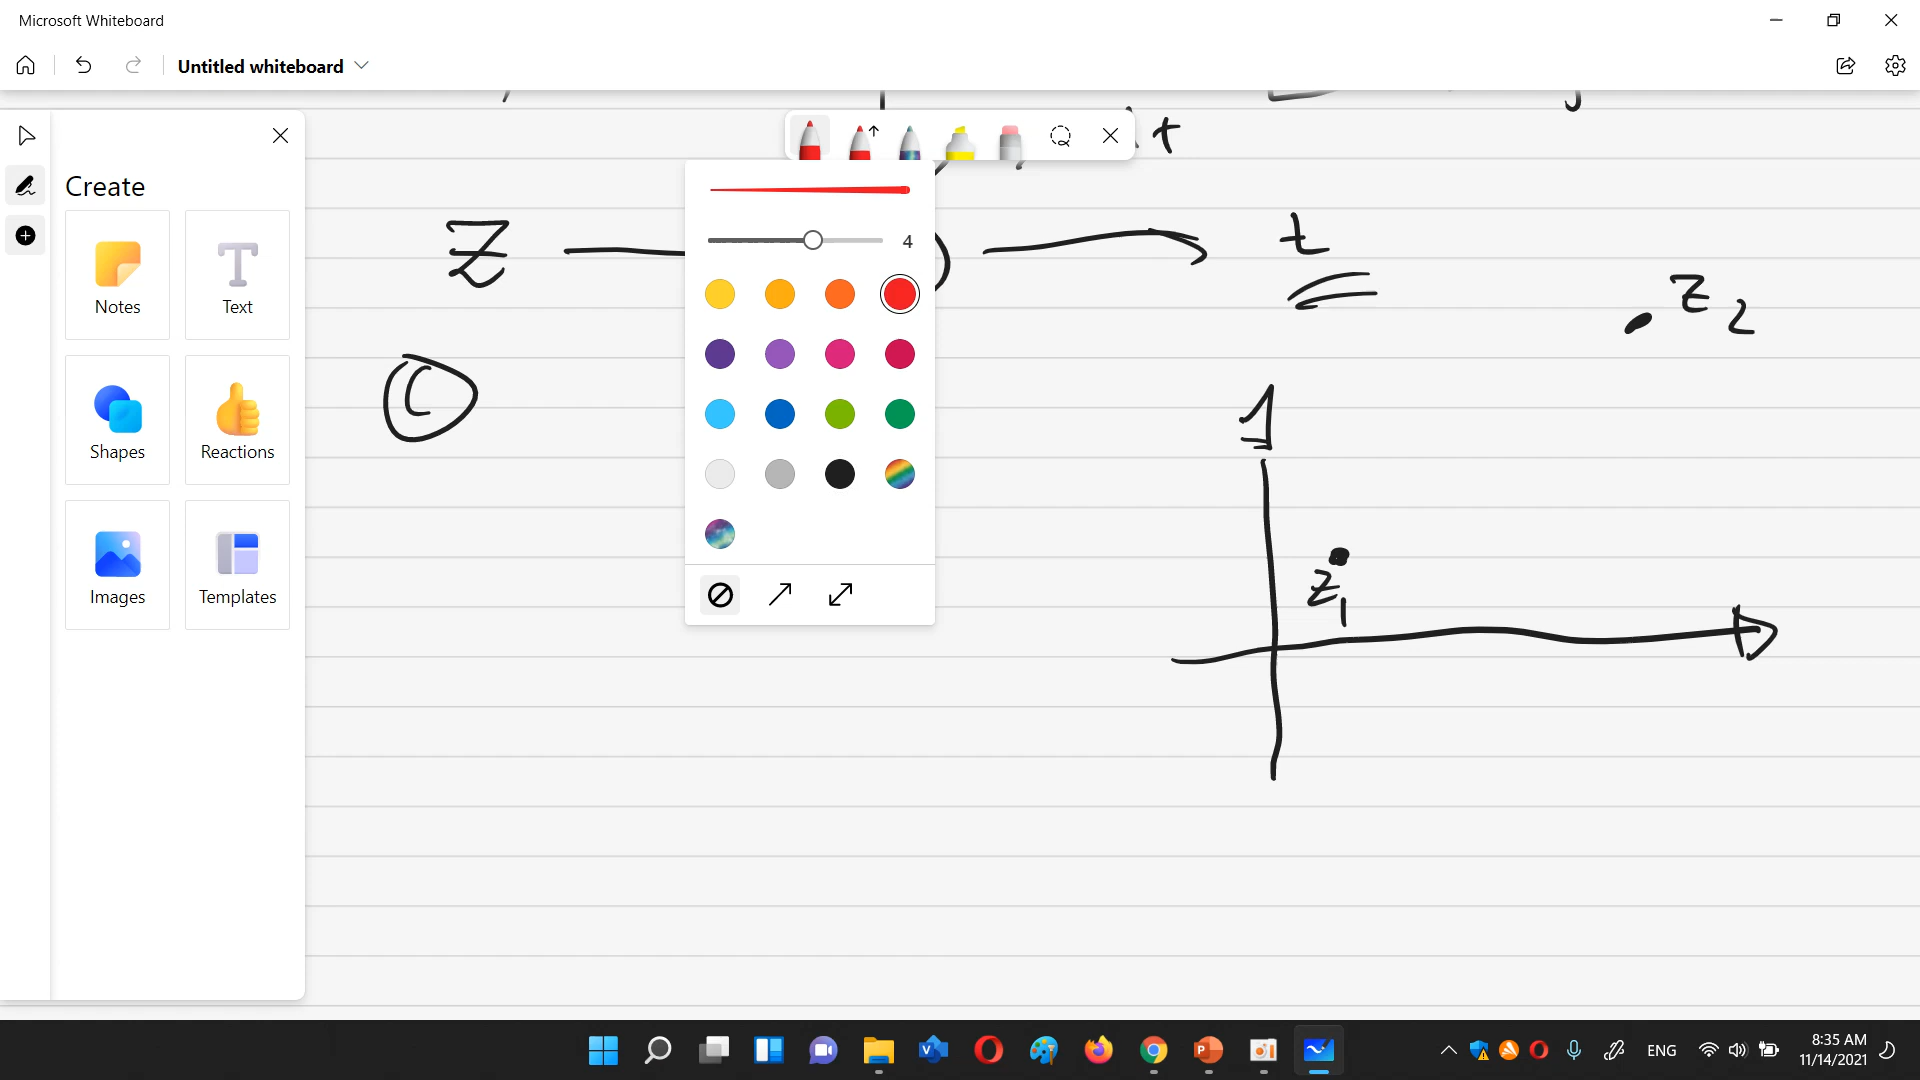 Microsoft Whiteboard
Untitled whiteboard
Create
Notes
Text
Shapes
Reactions
Images
Templates
4
t
Z
t
Z2
C
1
Z1
ENG
8:35 AM
11/14/2021